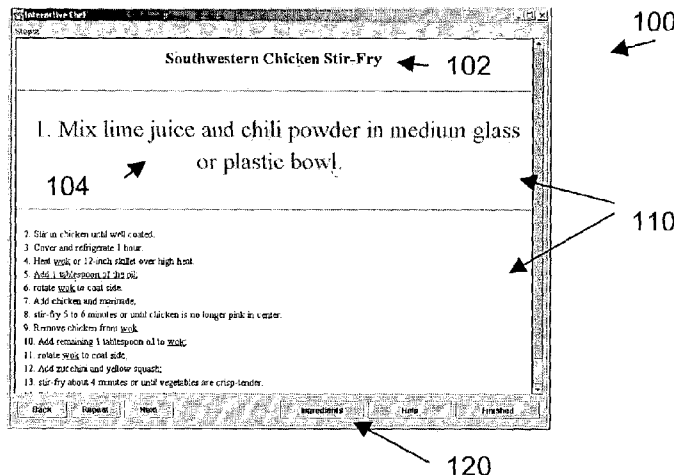 Interactive Chef
100
Southwestern Chicken Stir-Fry
102
1. Mix lime juice and chili powder in medium glass
or plastic bowl.
104
110
2. Stir in chicken until well coated.
3 Cover and refrigerate 1 hour.
4. Heat wok or 12-inch skillet over high heat.
5. Add 1 tablespoon of the oil;
6. rotate wok to coat side.
7. Add chicken and marinade;
8. stir-fry 5 to 6 minutes or until chicken is no longer pink in center.
9. Remove chicken from wok
10. Add remaining 1 tablespoon oil to wok;
11. rotate wok to coat side.
12. Add zucchini and yellow squash;
13. stir-fry about 4 minutes or until vegetables are crisp-tender.
Back Repeat Next Ingredients Help Finished
120